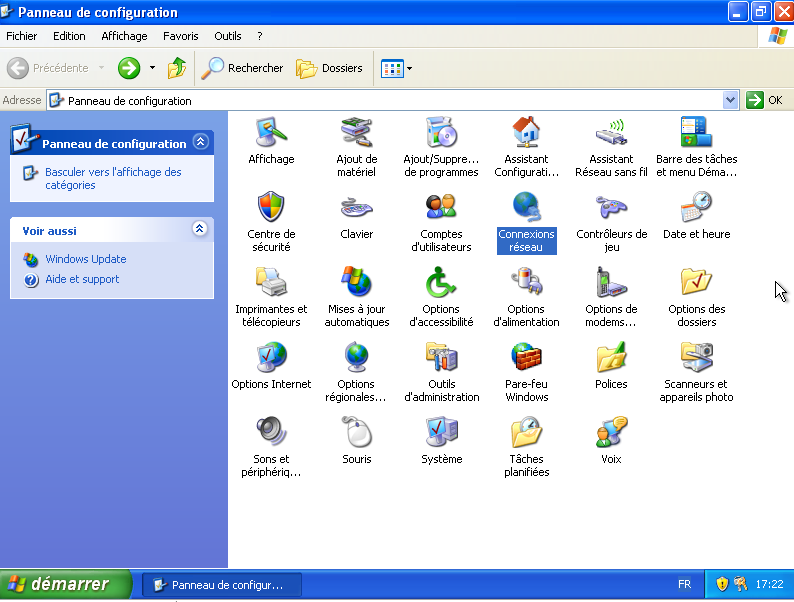 Panneau de configuration
Fichier Edition Affichage Favoris Outils ?
Précédente Rechercher Dossiers
Adresse Panneau de configuration OK
Panneau de configuration
Basculer vers l'affichage des
catégories
Voir aussi
Windows Update
Aide et support
Affichage
Ajout de
matériel
Ajout/Suppre...
de programmes
Assistant
Configurati...
Assistant
Réseau sans fil
Barre des tâches
et menu Déma...
Centre de
sécurité
Clavier
Comptes
d'utilisateurs
Connexions
réseau
Contrôleurs de
jeu
Date et heure
Imprimantes et
télécopieurs
Mises à jour
automatiques
Options
d'accessibilité
Options
d'alimentation
Options de
modems...
Options des
dossiers
Options Internet
Options
régionales...
Outils
d'administration
Pare-feu
Windows
Polices
Scanneurs et
appareils photo
Sons et
périphériq...
Souris
Système
Tâches
planifiées
Voix
démarrer Panneau de configur... FR 17:22